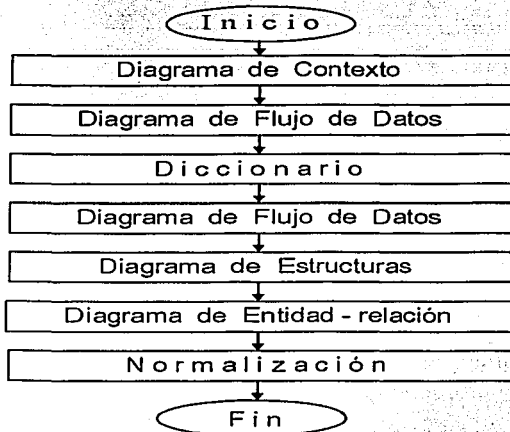 Inicio
Diagrama de Contexto
Diagrama de Flujo de Datos
Diccionario
Diagrama de Flujo de Datos
Diagrama de Estructuras
Diagrama de Entidad - relación
Normalización
Fin